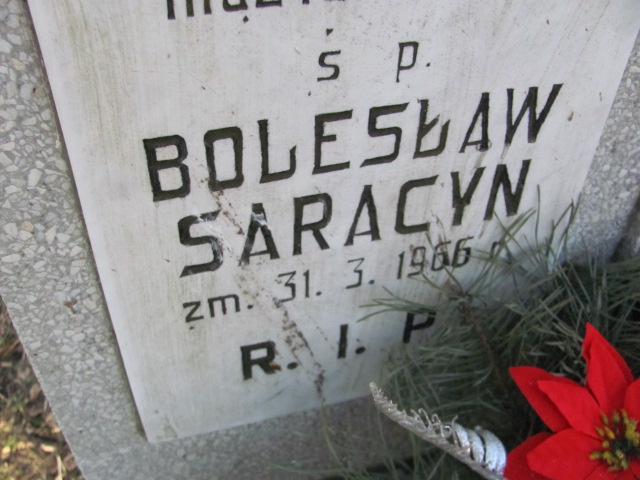 ś p.
BOLESŁAW
SARACYN
zm. 31. 3. 1966 r
R. I. P